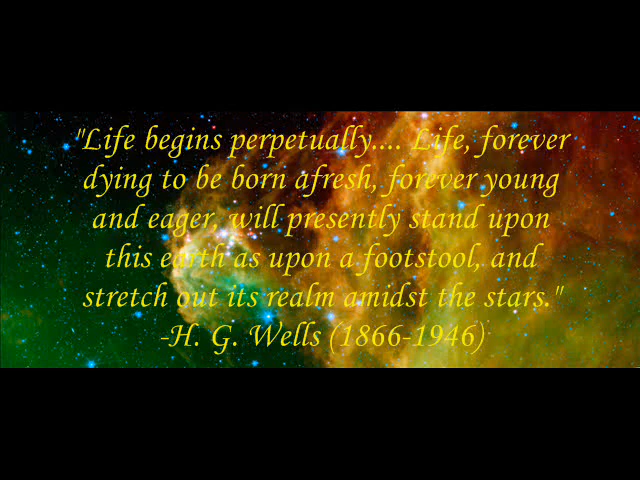 "Life begins perpetually.... Life, forever
dying to be born afresh, forever young
and eager, will presently stand upon
this earth as upon a footstool, and
stretch out its realm amidst the stars."
-H. G. Wells (1866-1946)